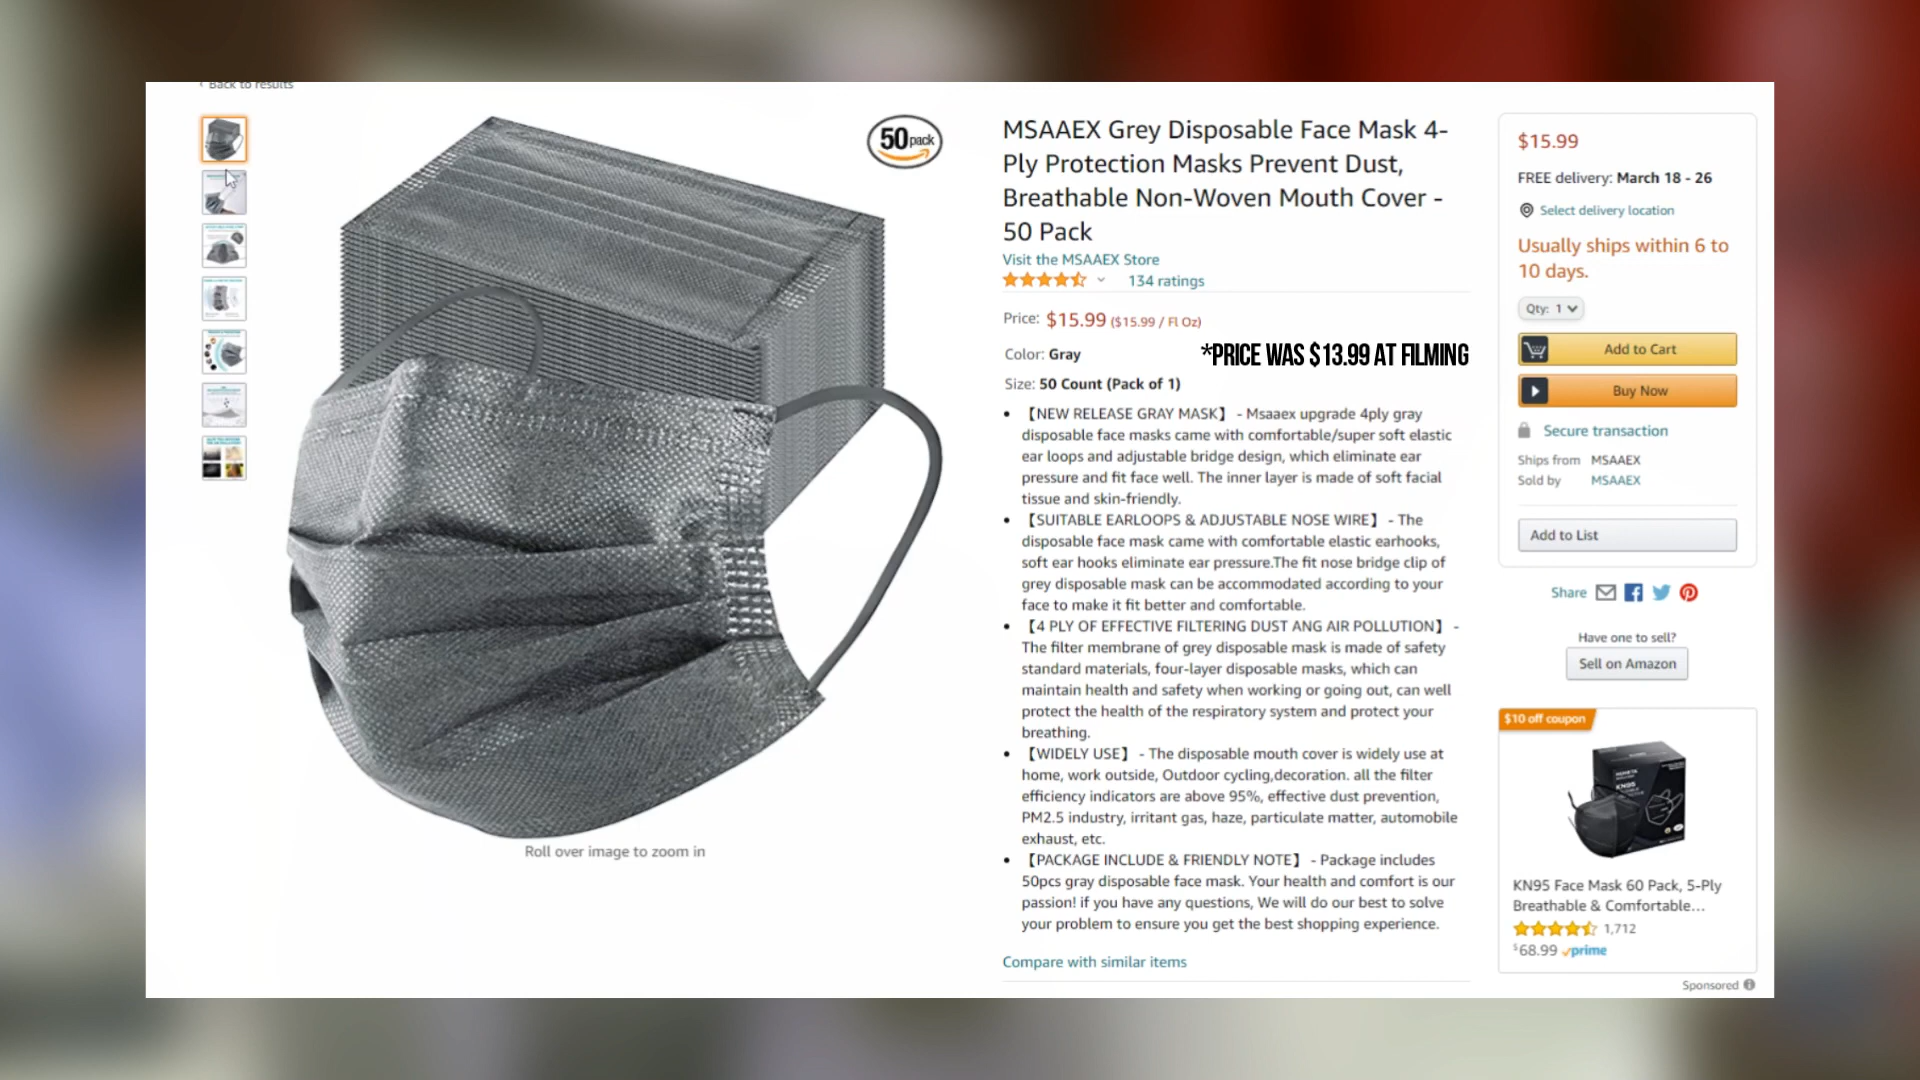 ‹ Back to results
50 pack
MSAAEX Grey Disposable Face Mask 4-
Ply Protection Masks Prevent Dust,
Breathable Non-Woven Mouth Cover -
50 Pack
Visit the MSAAEX Store
134 ratings
Price: $15.99 ($15.99 / Fl Oz)
*PRICE WAS $13.99 AT FILMING
Color: Gray
Size: 50 Count (Pack of 1)
• 【NEW RELEASE GRAY MASK】 - Msaaex upgrade 4ply gray
disposable face masks came with comfortable/super soft elastic
ear loops and adjustable bridge design, which eliminate ear
pressure and fit face well. The inner layer is made of soft facial
tissue and skin-friendly.
• 【SUITABLE EARLOOPS & ADJUSTABLE NOSE WIRE】 - The
disposable face mask came with comfortable elastic earhooks,
soft ear hooks eliminate ear pressure.The fit nose bridge clip of
grey disposable mask can be accommodated according to your
face to make it fit better and comfortable.
• 【4 PLY OF EFFECTIVE FILTERING DUST ANG AIR POLLUTION】 -
The filter membrane of grey disposable mask is made of safety
standard materials, four-layer disposable masks, which can
maintain health and safety when working or going out, can well
protect the health of the respiratory system and protect your
breathing.
• 【WIDELY USE】 - The disposable mouth cover is widely use at
home, work outside, Outdoor cycling,decoration. all the filter
efficiency indicators are above 95%, effective dust prevention,
PM2.5 industry, irritant gas, haze, particulate matter, automobile
exhaust, etc.
• 【PACKAGE INCLUDE & FRIENDLY NOTE】 - Package includes
50pcs gray disposable face mask. Your health and comfort is our
passion! if you have any questions, We will do our best to solve
your problem to ensure you get the best shopping experience.
Compare with similar items
Roll over image to zoom in
$15.99
FREE delivery: March 18 - 26
Select delivery location
Usually ships within 6 to
10 days.
Qty: 1
Add to Cart
Buy Now
Secure transaction
Ships from MSAAEX
Sold by MSAAEX
Add to List
Share
Have one to sell?
Sell on Amazon
$10 off coupon
KN95
KN95 Face Mask 60 Pack, 5-Ply
Breathable & Comfortable...
1,712
$68.99 prime
Sponsored